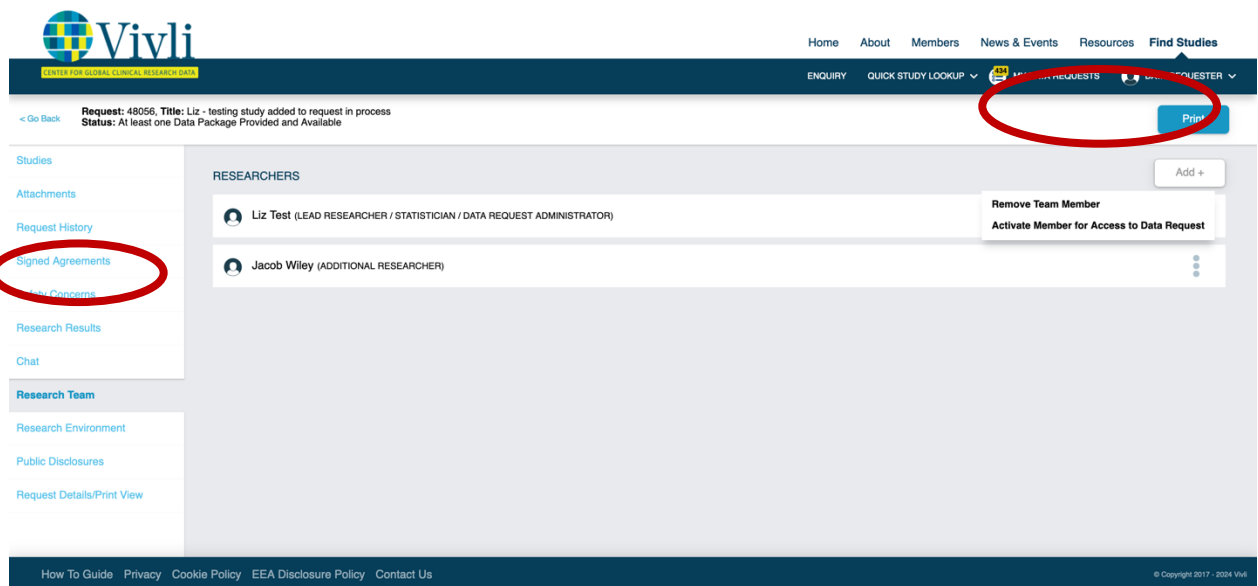 Vivli
CENTER FOR GLOBAL CLINICAL RESEARCH DATA
Home About Members News & Events Resources Find Studies
ENQUIRY QUICK STUDY LOOKUP 434 REQUESTS
< Go Back
Request: 48056, Title: Liz - testing study added to request in process
Status: At least one Data Package Provided and Available
Print
Studies
Attachments
Request History
Signed Agreements
Safety Concerns
Research Results
Chat
Research Team
Research Environment
Public Disclosures
Request Details/Print View
RESEARCHERS
Add +
Liz Test (LEAD RESEARCHER / STATISTICIAN / DATA REQUEST ADMINISTRATOR)
Remove Team Member
Activate Member for Access to Data Request
Jacob Wiley (ADDITIONAL RESEARCHER)
How To Guide Privacy Cookie Policy EEA Disclosure Policy Contact Us
© Copyright 2017 - 2024 Vivli